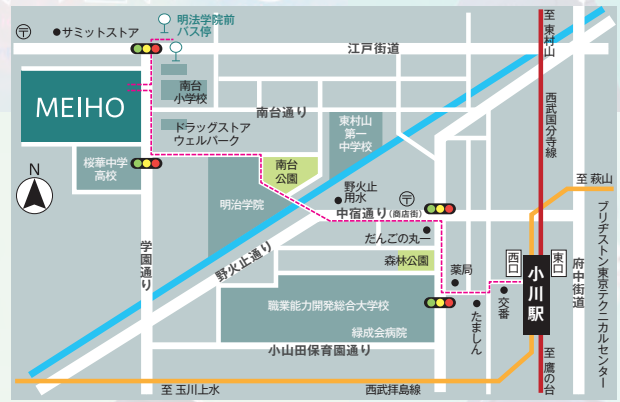 明法学院前
バス停
〒
サミットストア
江戸街道
至
東村山
MEIHO
南台
小学校
南台通り
西武国分寺線
ドラッグストア
ウェルパーク
東村山
第一
中学校
桜華中学
高校
南台
公園
至 萩山
N
明治学院
野火止
用水
〒
中宿通り(商店街)
だんごの丸一
ブリヂストン東京テクニカルセンター
学園通り
野火止通り
森林公園
薬局
西口
東口
小川駅
府中街道
職業能力開発総合大学校
交番
たましん
緑成会病院
小山田保育園通り
至 鷹の台
至 玉川上水
西武拝島線